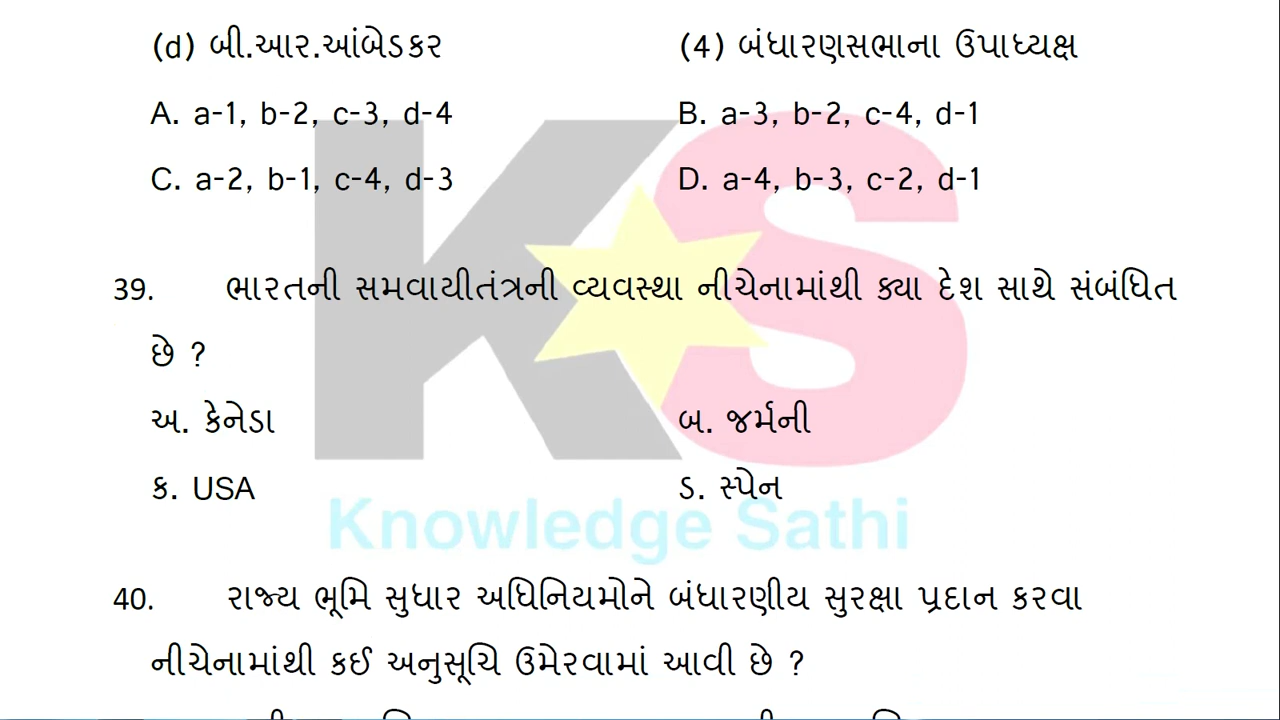 (d) બી.આર.આંબેડકર (4) બંધારણસભાના ઉપાધ્યક્ષ
A. a-1, b-2, c-3, d-4 B. a-3, b-2, c-4, d-1
C. a-2, b-1, c-4, d-3 D. a-4, b-3, c-2, d-1
39. ભારતની સમવાયીતંત્રની વ્યવસ્થા નીચેનામાંથી ક્યા દેશ સાથે સંબંધિત
છે ?
અ. કેનેડા બ. જર્મની
ક. USA ડ. સ્પેન
KS
Knowledge Sathi
40. રાજ્ય ભૂમિ સુધાર અધિનિયમોને બંધારણીય સુરક્ષા પ્રદાન કરવા
નીચેનામાંથી કઈ અનુસૂચિ ઉમેરવામાં આવી છે ?